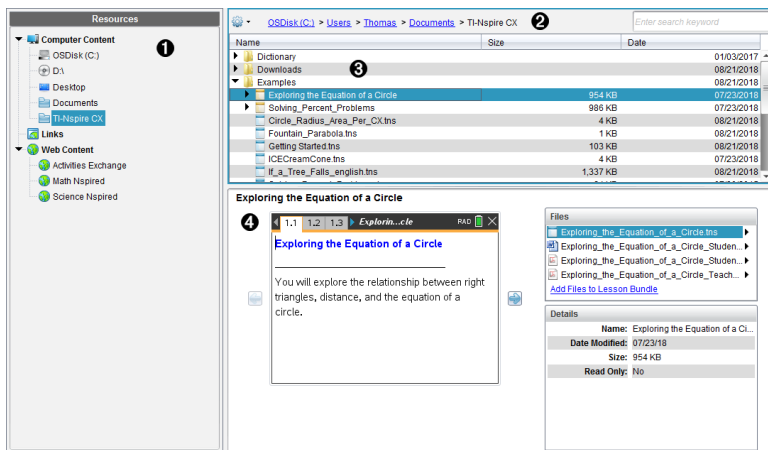 Resources
Computer Content
1
OSDisk (C:)
D:\
Desktop
Documents
TI-Nspire CX
Links
Web Content
Activities Exchange
Math Nspired
Science Nspired
OSDisk (C:) > Users > Thomas > Documents > TI-Nspire CX 2
Enter search keyword
Name Size Date
Dictionary 01/03/2017
Downloads 3 08/21/2018
Examples 08/21/2018
Exploring the Equation of a Circle 954 KB 07/23/2018
Solving_Percent_Problems 986 KB 07/23/2018
Circle_Radius_Area_Per_CX.tns 4 KB 08/21/2018
Fountain_Parabola.tns 1 KB 08/21/2018
Getting Started.tns 103 KB 08/21/2018
ICECreamCone.tns 4 KB 07/23/2018
If_a_Tree_Falls_english.tns 1,337 KB 08/21/2018
Exploring the Equation of a Circle
4
1.1 1.2 1.3 Explorin...cle RAD
Exploring the Equation of a Circle
You will explore the relationship between right
triangles, distance, and the equation of a
circle.
Files
Exploring_the_Equation_of_a_Circle.tns
Exploring_the_Equation_of_a_Circle_Studen...
Exploring_the_Equation_of_a_Circle_Studen...
Exploring_the_Equation_of_a_Circle_Teach...
Add Files to Lesson Bundle
Details
Name: Exploring the Equation of a Ci...
Date Modified: 07/23/18
Size: 954 KB
Read Only: No